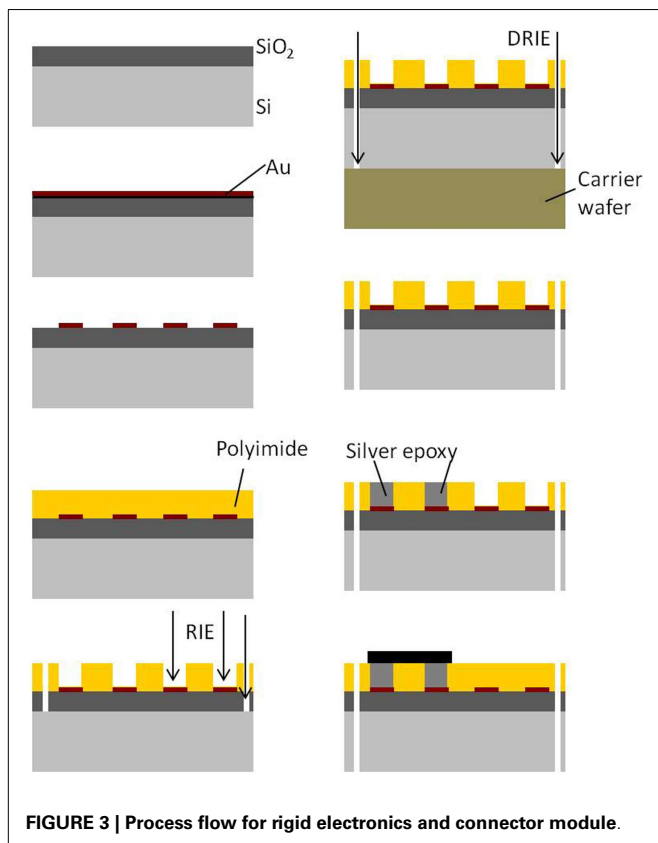 SiO₂
Si
Au
Polyimide
RIE
DRIE
Carrier
wafer
Silver epoxy
FIGURE 3 | Process flow for rigid electronics and connector module.